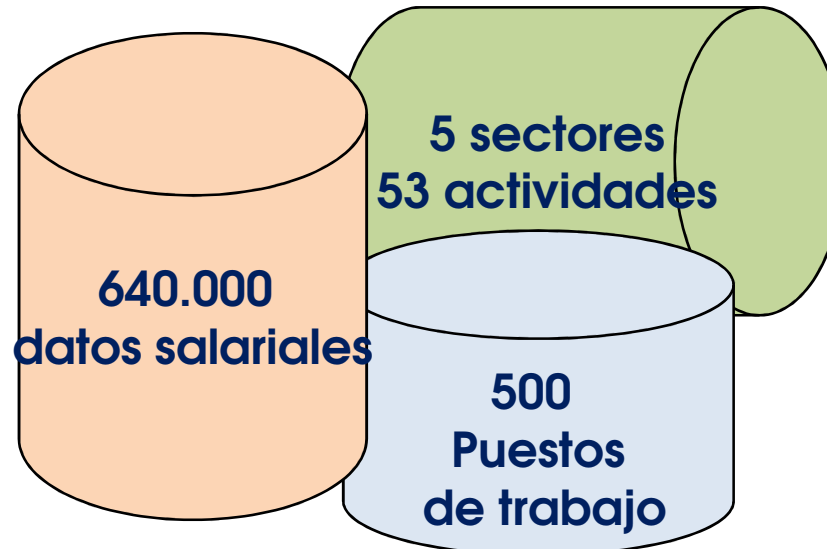 5 sectores
53 actividades
640.000
datos salariales
500
Puestos
de trabajo